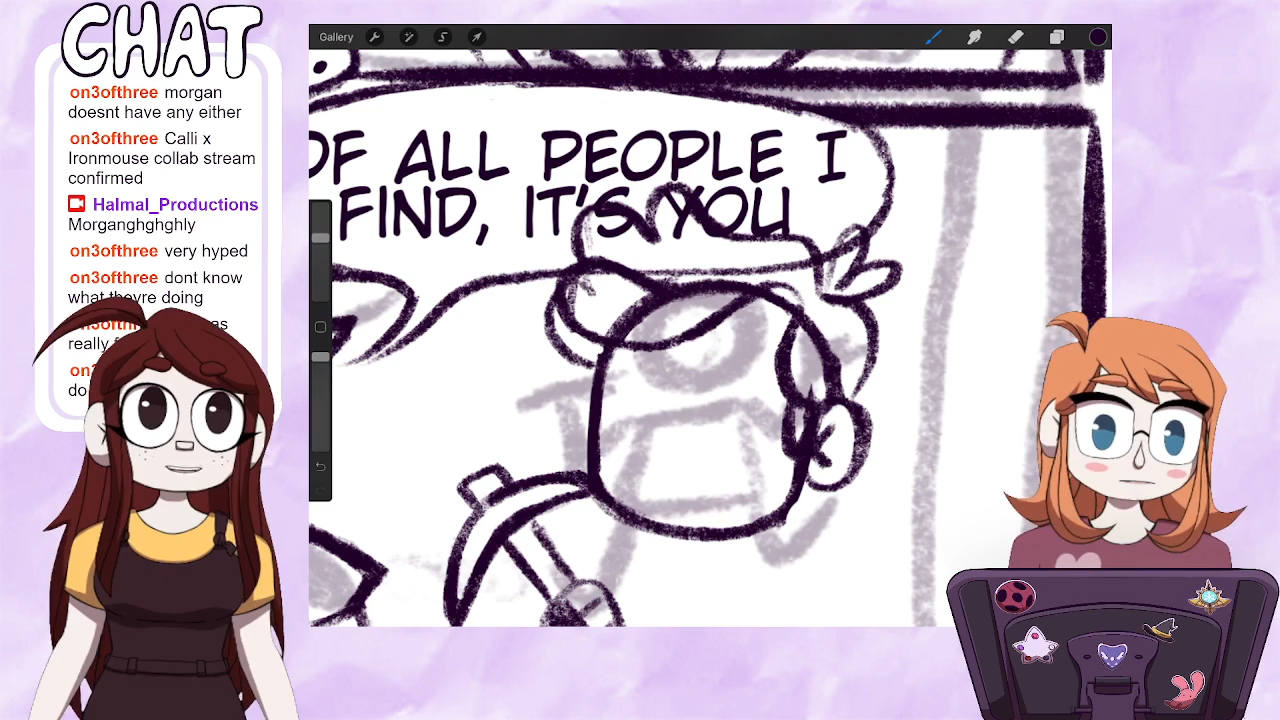 CHAT
on3ofthree morgan
doesnt have any either
on3ofthree Calli x
Ironmouse collab stream
confirmed
Halmal_Productions
Morganghghghly
on3ofthree very hyped
on3ofthree dont know
what theyre doing
really
do
Gallery
OF ALL PEOPLE I
FIND, IT'S YOU